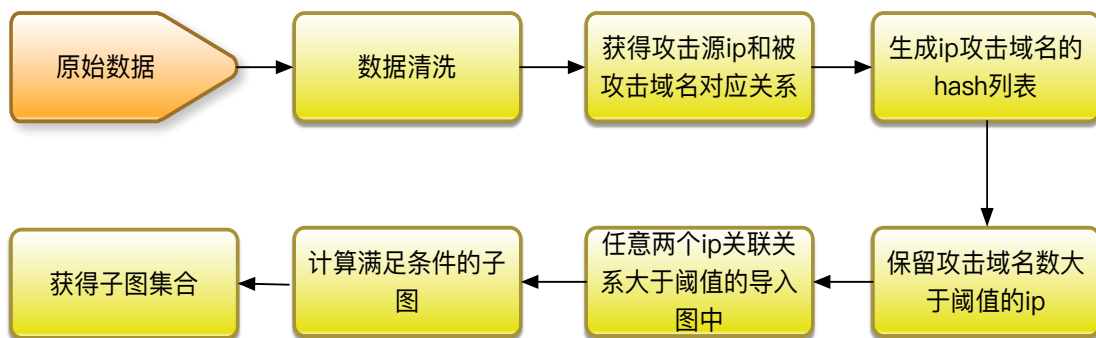 原始数据
数据清洗
获得攻击源ip和被
攻击域名对应关系
生成ip攻击域名的
hash列表
保留攻击域名数大
于阈值的ip
任意两个ip关联关
系大于阈值的导入
图中
计算满足条件的子
图
获得子图集合